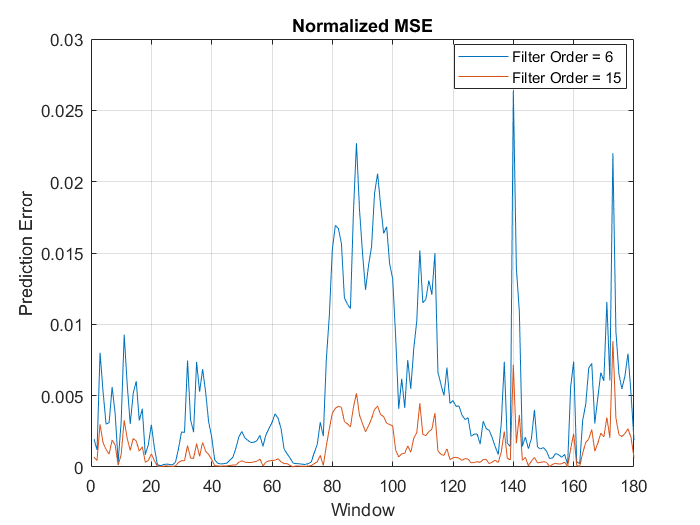 Normalized MSE
Filter Order = 6
Filter Order = 15
Prediction Error
0.03
0.025
0.02
0.015
0.01
0.005
0
0 20 40 60 80 100 120 140 160 180
Window